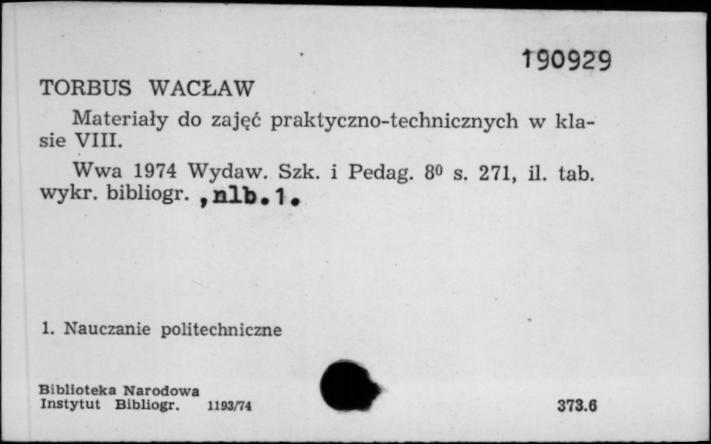 190929
TORBUS WACŁAW
Materiały do zajęć praktyczno-technicznych w kla-
sie VIII.
Wwa 1974 Wydaw. Szk. i Pedag. 8⁰ s. 271, il. tab.
wykr. bibliogr. , nlb. 1.
1. Nauczanie politechniczne
Biblioteka Narodowa
Instytut Bibliogr. 1193/74
373.6